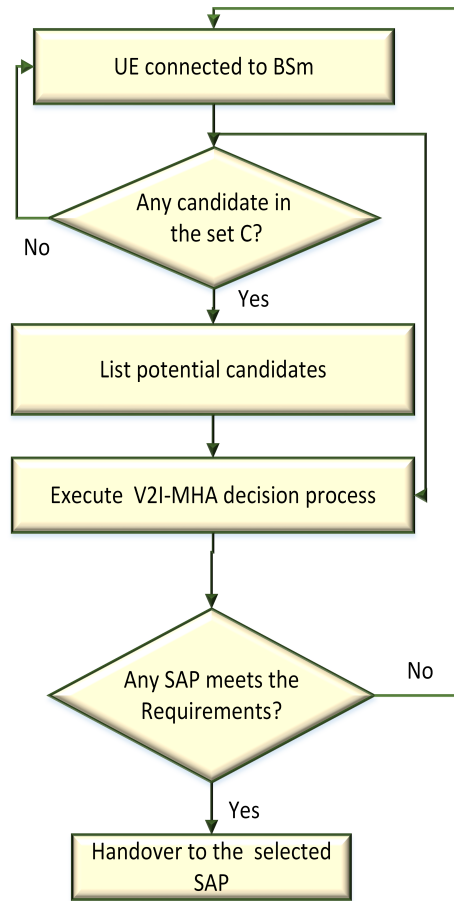 UE connected to BSm
Any candidate in
the set C?
No
Yes
List potential candidates
Execute  V2I-MHA decision process
Any SAP meets the
Requirements?
No
Yes
Handover to the  selected
SAP